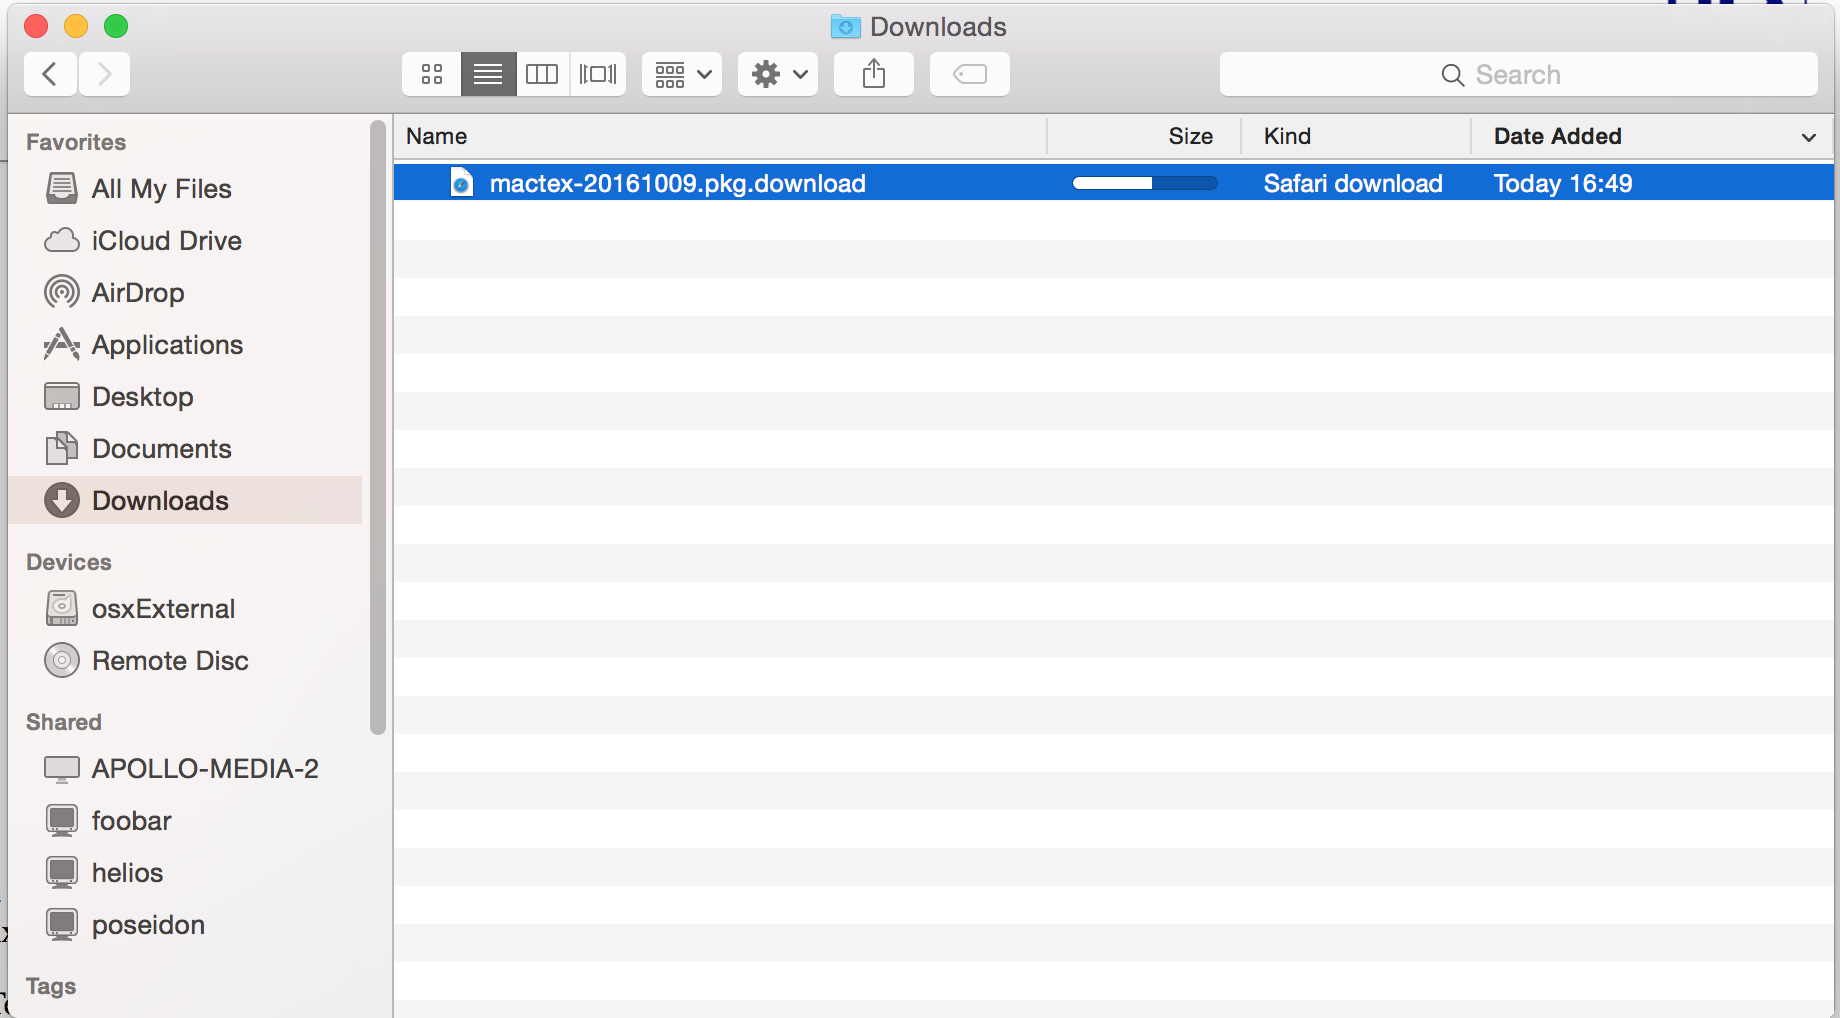 Downloads
Search
Favorites
All My Files
iCloud Drive
AirDrop
Applications
Desktop
Documents
Downloads
Devices
osxExternal
Remote Disc
Shared
APOLLO-MEDIA-2
foobar
helios
poseidon
Tags
Name Size Kind Date Added
mactex-20161009.pkg.download Safari download Today 16:49